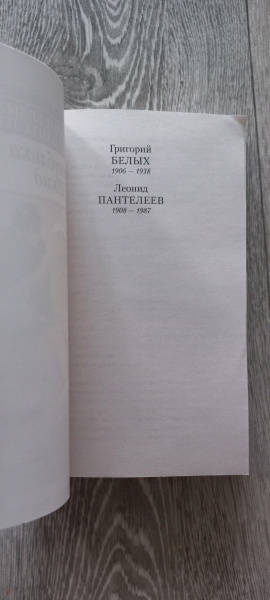 Григорий
БЕЛЫХ
1906 — 1938
Леонид
ПАНТЕЛЕЕВ
1908 — 1987